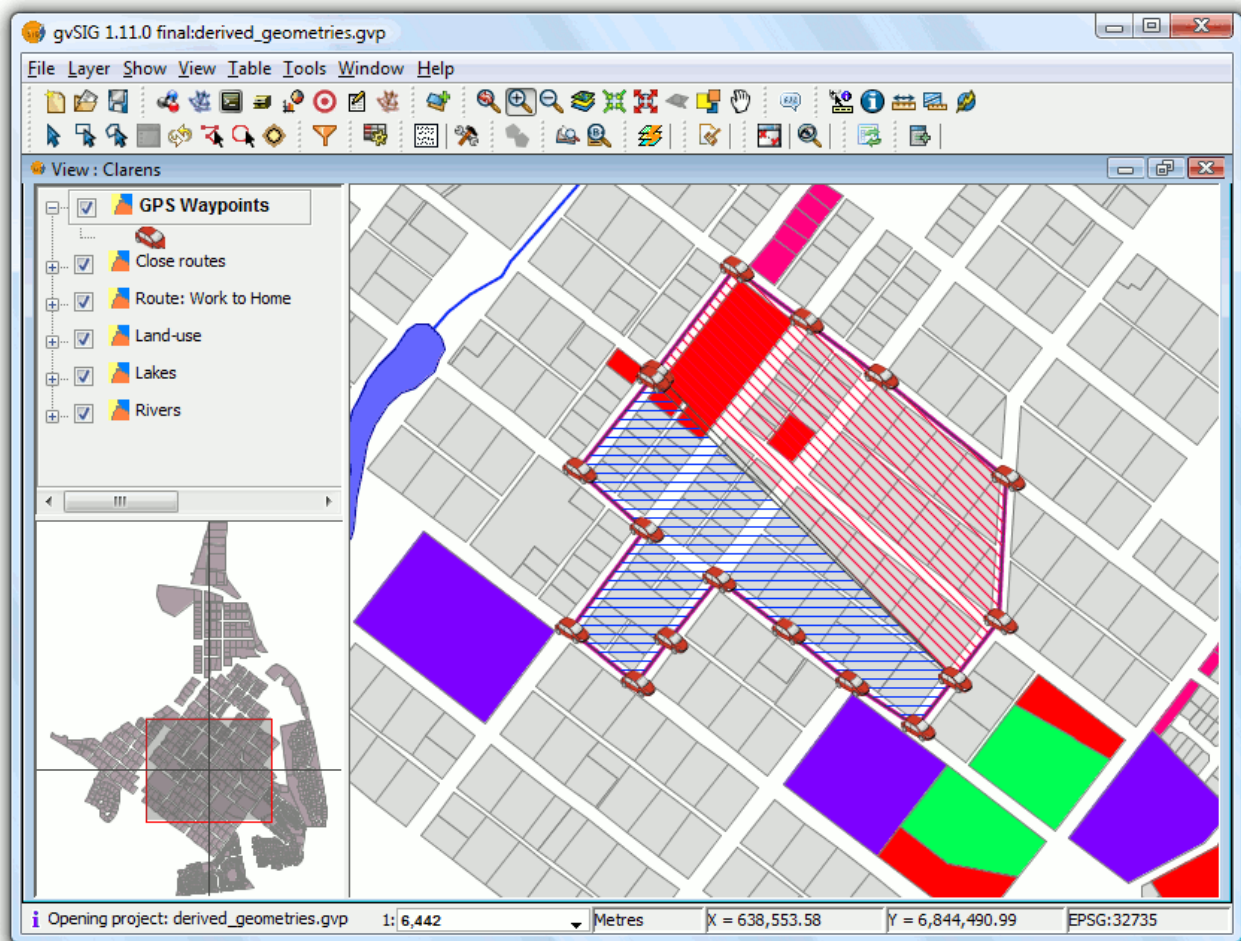 gvSIG 1.11.0 final:derived_geometries.gvp
File Layer Show View Table Tools Window Help
View : Clarens
GPS Waypoints
Close routes
Route: Work to Home
Land-use
Lakes
Rivers
Opening project: derived_geometries.gvp 1: 6,442 Metres X = 638,553.58 Y = 6,844,490.99 EPSG:32735